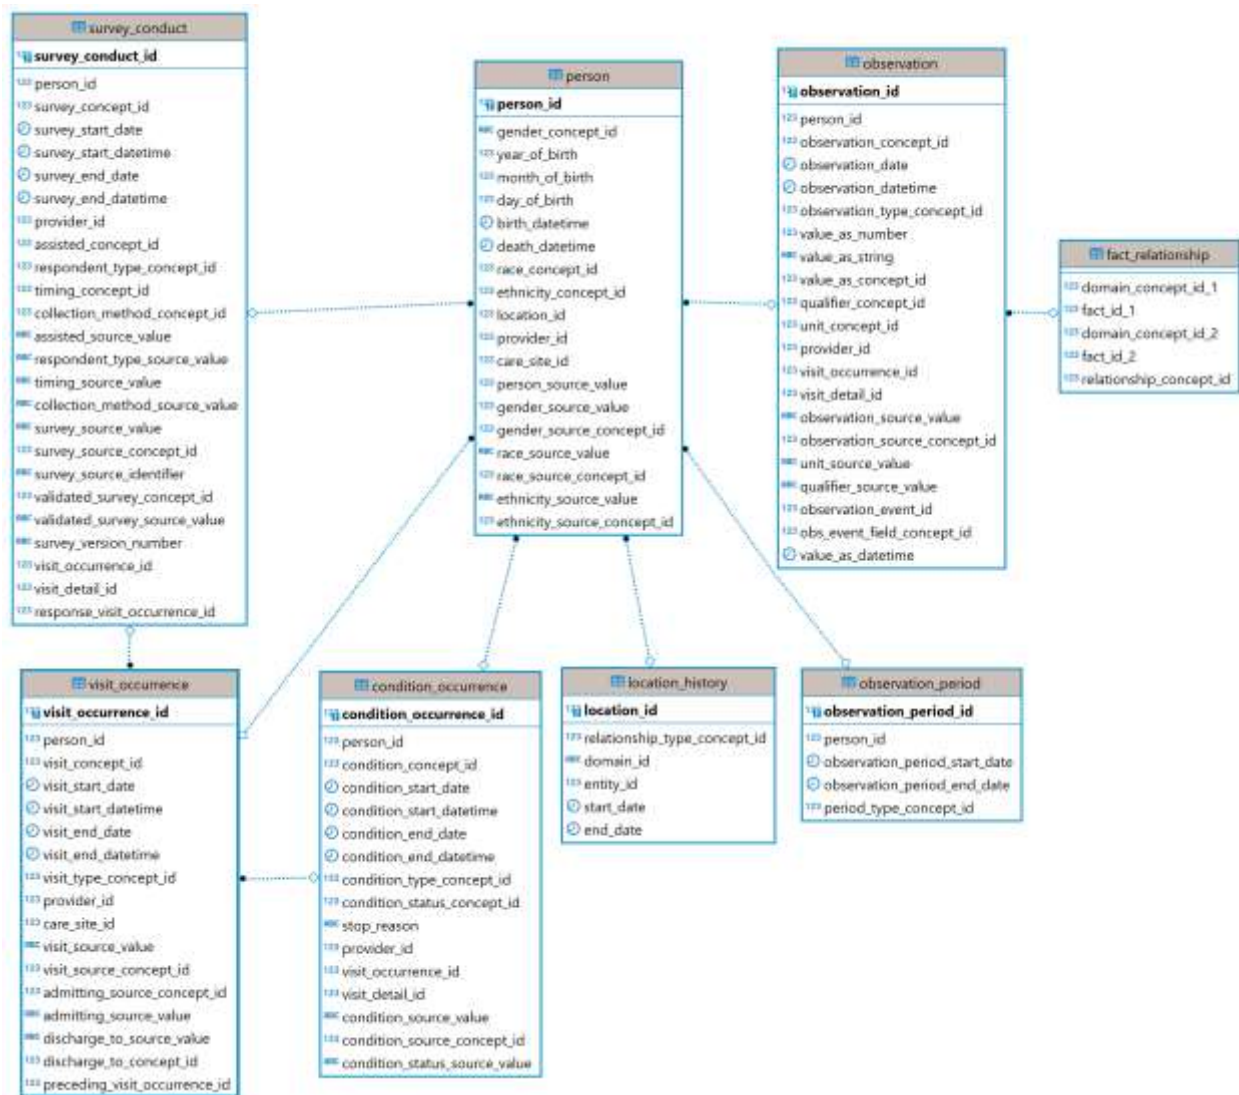 survey_conduct
survey_conduct_id
person_id
survey_concept_id
survey_start_date
survey_start_datetime
survey_end_date
survey_end_datetime
provider_id
assisted_concept_id
respondent_type_concept_id
timing_concept_id
collection_method_concept_id
assisted_source_value
respondent_type_source_value
timing_source_value
collection_method_source_value
survey_source_value
survey_source_concept_id
survey_source_identifier
validated_survey_concept_id
validated_survey_source_value
survey_version_number
visit_occurrence_id
visit_detail_id
response_visit_occurrence_id
person
person_id
gender_concept_id
year_of_birth
month_of_birth
day_of_birth
birth_datetime
death_datetime
race_concept_id
ethnicity_concept_id
location_id
provider_id
care_site_id
person_source_value
gender_source_value
gender_source_concept_id
race_source_value
race_source_concept_id
ethnicity_source_value
ethnicity_source_concept_id
observation
observation_id
person_id
observation_concept_id
observation_date
observation_datetime
observation_type_concept_id
value_as_number
value_as_string
value_as_concept_id
qualifier_concept_id
unit_concept_id
provider_id
visit_occurrence_id
visit_detail_id
observation_source_value
observation_source_concept_id
unit_source_value
qualifier_source_value
observation_event_id
obs_event_field_concept_id
value_as_datetime
fact_relationship
domain_concept_id_1
fact_id_1
domain_concept_id_2
fact_id_2
relationship_concept_id
visit_occurrence
visit_occurrence_id
person_id
visit_concept_id
visit_start_date
visit_start_datetime
visit_end_date
visit_end_datetime
visit_type_concept_id
provider_id
care_site_id
visit_source_value
visit_source_concept_id
admitting_source_concept_id
admitting_source_value
discharge_to_source_value
discharge_to_concept_id
preceding_visit_occurrence_id
condition_occurrence
condition_occurrence_id
person_id
condition_concept_id
condition_start_date
condition_start_datetime
condition_end_date
condition_end_datetime
condition_type_concept_id
condition_status_concept_id
stop_reason
provider_id
visit_occurrence_id
visit_detail_id
condition_source_value
condition_source_concept_id
condition_status_source_value
location_history
location_id
relationship_type_concept_id
domain_id
entity_id
start_date
end_date
observation_period
observation_period_id
person_id
observation_period_start_date
observation_period_end_date
period_type_concept_id